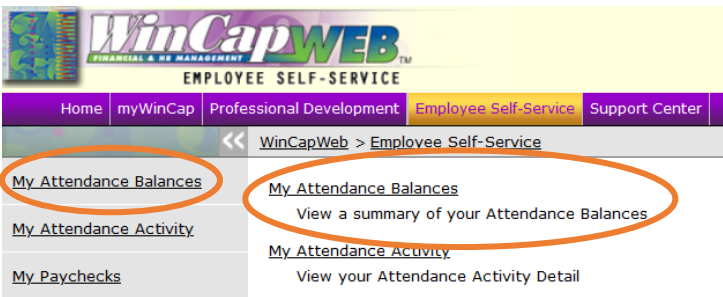 WinCapWEB TM
FINANCIAL & HR MANAGEMENT
EMPLOYEE SELF-SERVICE
Home myWinCap Professional Development Employee Self-Service Support Center
<< WinCapWeb > Employee Self-Service
My Attendance Balances
My Attendance Activity
My Paychecks
My Attendance Balances
View a summary of your Attendance Balances
My Attendance Activity
View your Attendance Activity Detail